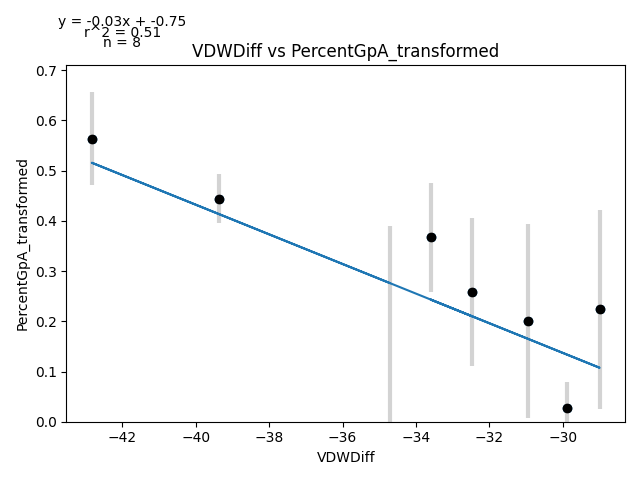 y = -0.03x + -0.75
r^2 = 0.51
n = 8
VDWDiff vs PercentGpA_transformed
0.7
0.6
0.5
0.4
0.3
0.2
0.1
0.0
PercentGpA_transformed
−42
−40
−38
−36
−34
−32
−30
VDWDiff